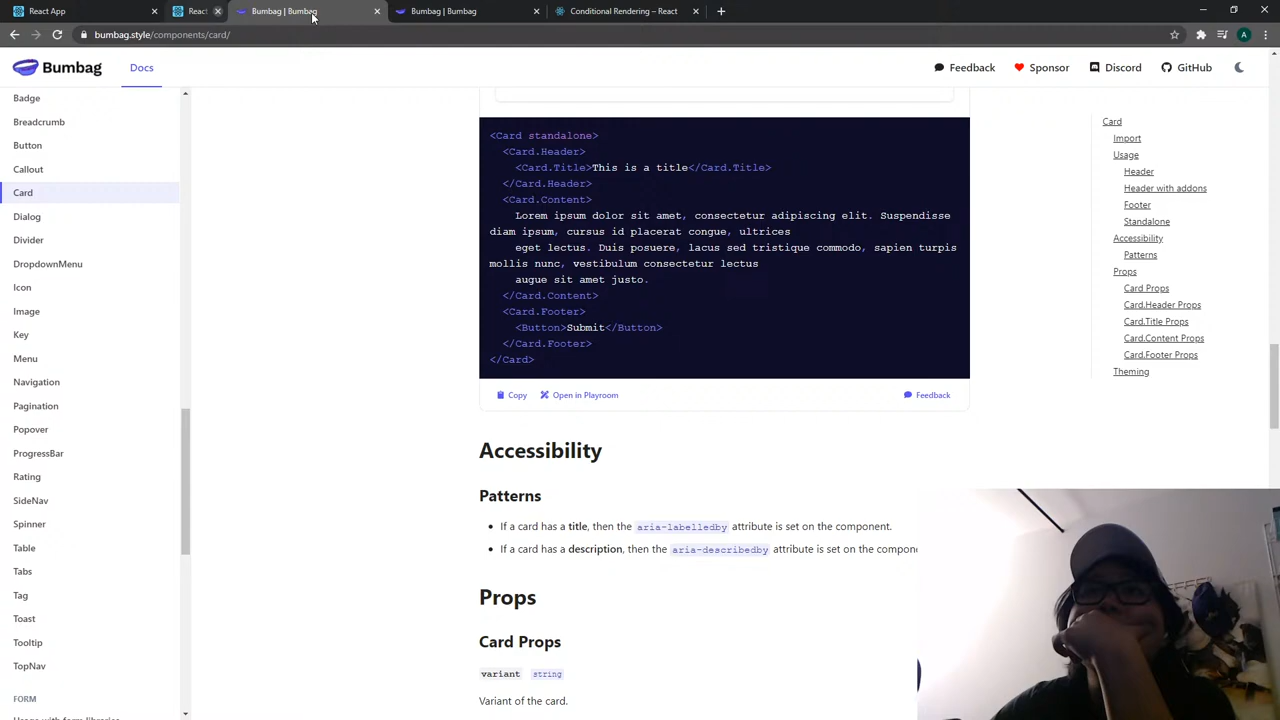 React App
React
Bumbag | Bumbag
Bumbag | Bumbag
Conditional Rendering – React
bumbag.style/components/card/
A
Bumbag
Docs
Feedback
Sponsor
Discord
GitHub
Badge
Breadcrumb
Button
Callout
Card
Dialog
Divider
DropdownMenu
Icon
Image
Key
Menu
Navigation
Pagination
Popover
ProgressBar
Rating
SideNav
Spinner
Table
Tabs
Tag
Toast
Tooltip
TopNav
FORM
<Card standalone>
<Card.Header>
<Card.Title>This is a title</Card.Title>
</Card.Header>
<Card.Content>
Lorem ipsum dolor sit amet, consectetur adipiscing elit. Suspendisse
diam ipsum, cursus id placerat congue, ultrices
eget lectus. Duis posuere, lacus sed tristique commodo, sapien turpis
mollis nunc, vestibulum consectetur lectus
augue sit amet justo.
</Card.Content>
<Card.Footer>
<Button>Submit</Button>
</Card.Footer>
</Card>
Copy
Open in Playroom
Feedback
Accessibility
Patterns
If a card has a title, then the aria-labelledby attribute is set on the component.
If a card has a description, then the aria-describedby attribute is set on the
Props
Card Props
variant string
Variant of the card.
Card
Import
Usage
Header
Header with addons
Footer
Standalone
Accessibility
Patterns
Props
Card Props
Card.Header Props
Card.Title Props
Card.Content Props
Card.Footer Props
Theming